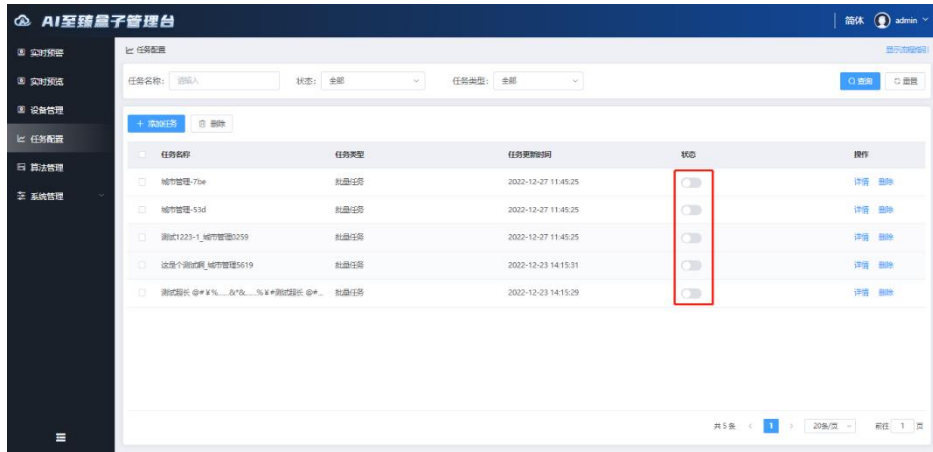 AI至臻盒子管理台
简体 admin
实时预警
实时预览
设备管理
任务配置
算法管理
系统管理
任务配置
任务名称: 请输入 状态: 全部 任务类型: 全部 查询 重置
+ 添加任务 删除
任务名称 任务类型 任务更新时间 状态 操作
城市管理-7be 批量任务 2022-12-27 11:45:25 详情 删除
城市管理-53d 批量任务 2022-12-27 11:45:25 详情 删除
测试1223-1_城市管理0259 批量任务 2022-12-27 11:45:25 详情 删除
这是个测试啊_城市管理5619 批量任务 2022-12-23 14:15:31 详情 删除
测试超长 @#¥%……&*&……%¥#测试超长 @#... 批量任务 2022-12-23 14:15:29 详情 删除
共 5 条 < 1 > 20条/页 前往 1 页